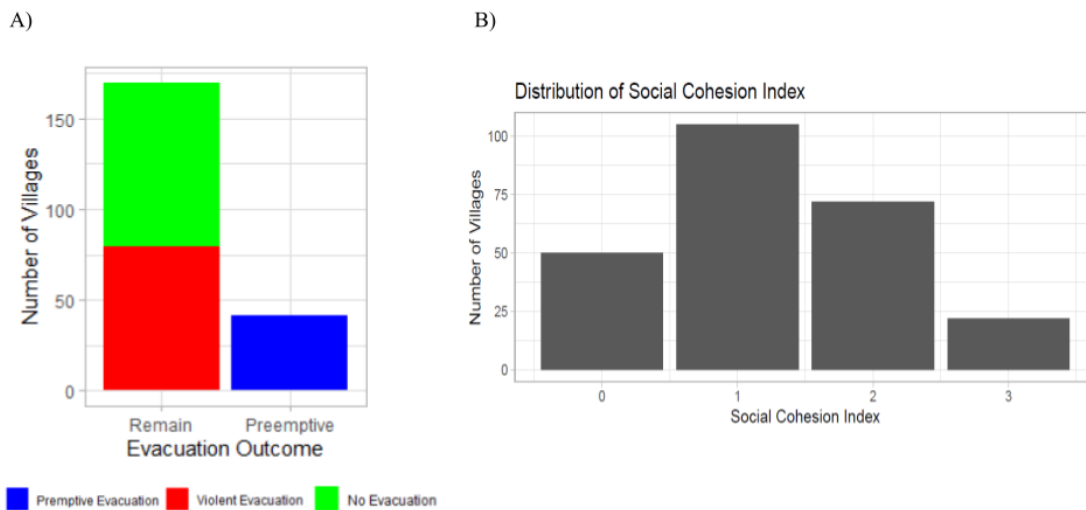 A)
B)
150
100
50
0
Number of Villages
Remain Preemptive
Evacuation Outcome
Premptive Evacuation Violent Evacuation No Evacuation
Distribution of Social Cohesion Index
100
75
50
25
0
Number of Villages
0 1 2 3
Social Cohesion Index